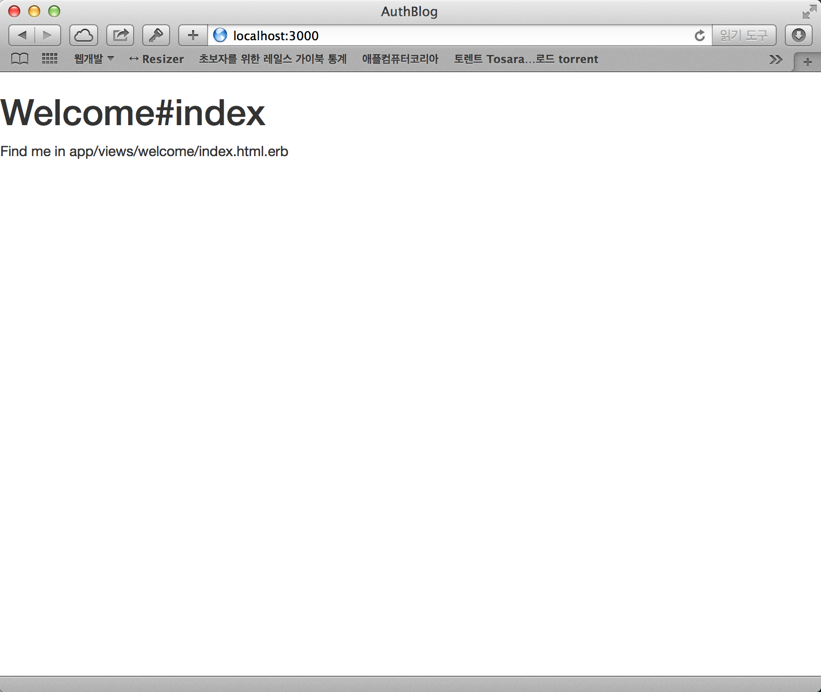 AuthBlog
localhost:3000
읽기 도구
웹개발 Resizer 초보자를 위한 레일스 가이북 통계 애플컴퓨터코리아 토렌트 Tosara...로드 torrent
Welcome#index
Find me in app/views/welcome/index.html.erb